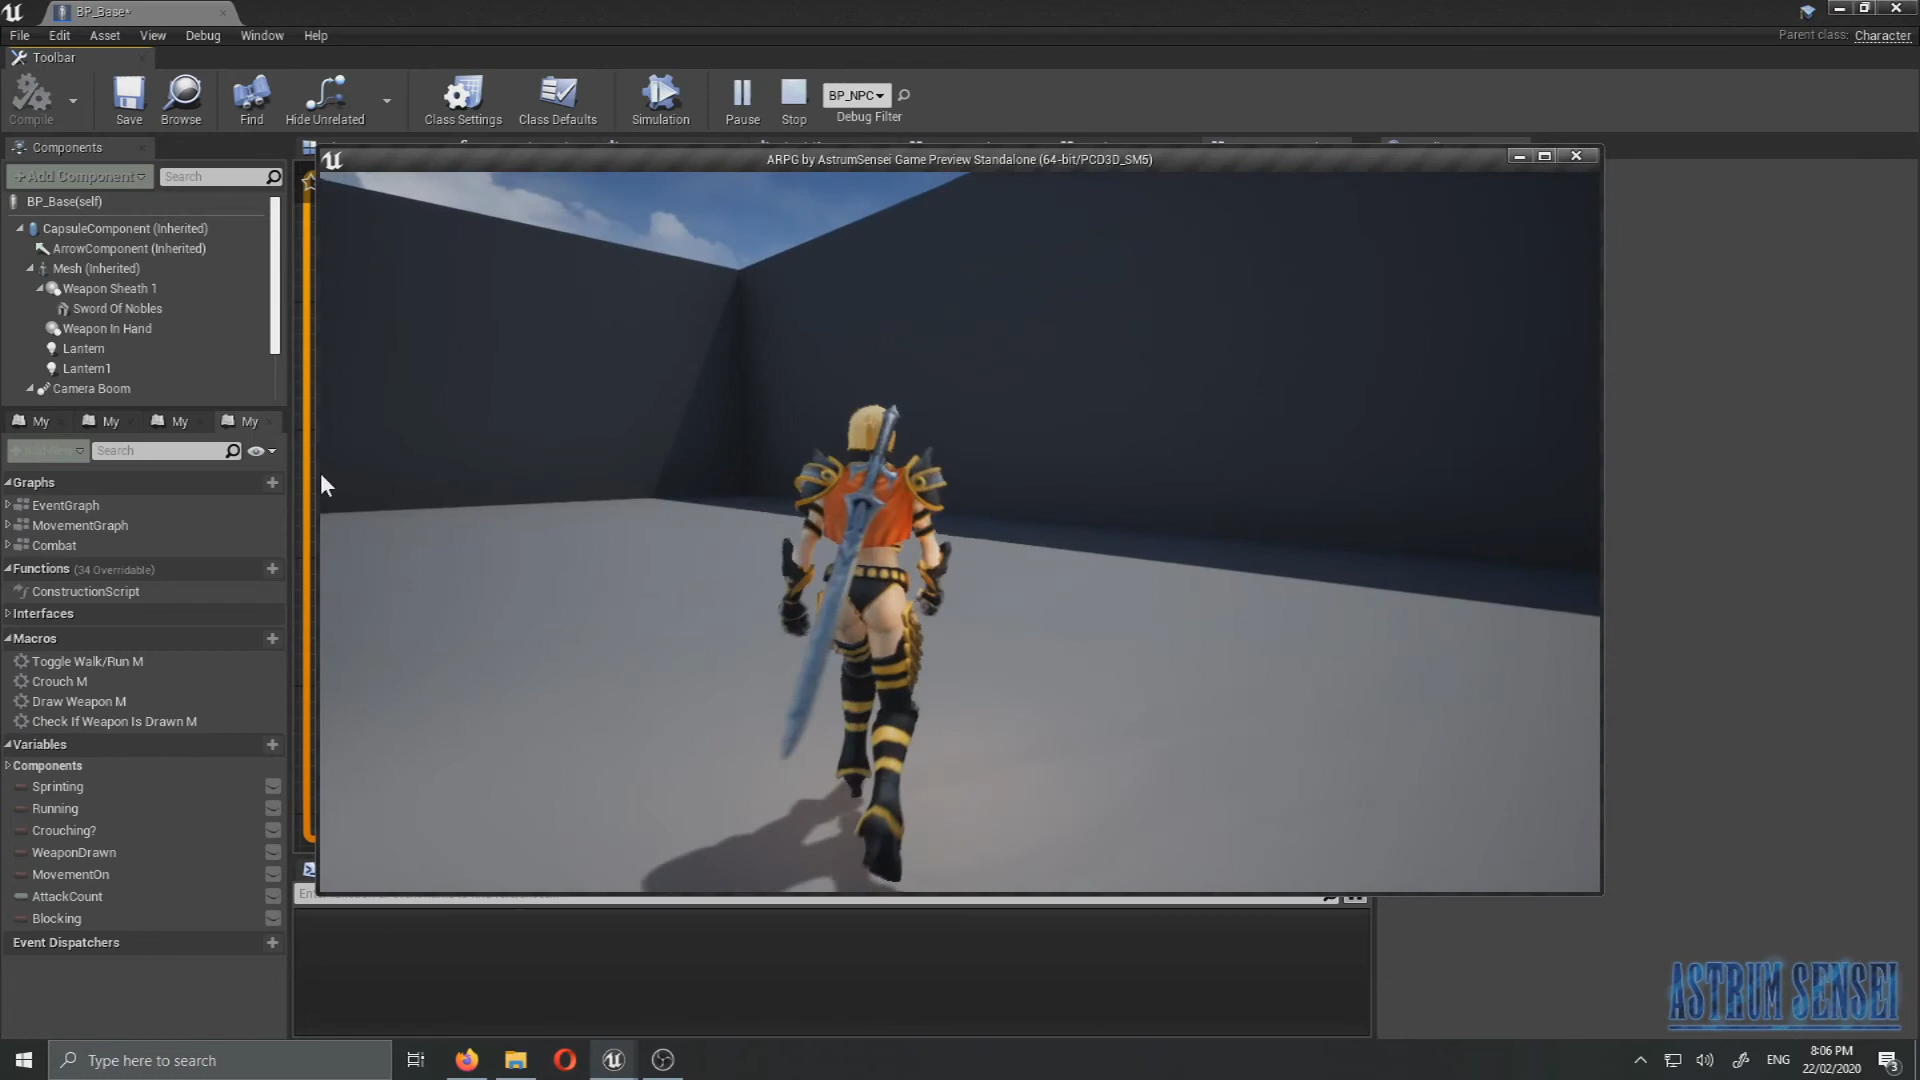 BP_Base*
File Edit Asset View Debug Window Help
Parent class: Character
Toolbar
Compile Save Browse Find Hide Unrelated Class Settings Class Defaults Simulation Pause Stop BP_NPC Debug Filter
Components
ARPG by AstrumSensei Game Preview Standalone (64-bit/PCD3D_SM5)
+Add Component Search
BP_Base(self)
CapsuleComponent (Inherited)
ArrowComponent (Inherited)
Mesh (Inherited)
Weapon Sheath 1
Sword Of Nobles
Weapon In Hand
Lantern
Lantern1
Camera Boom
My My My My
+Add New Search
Graphs
EventGraph
MovementGraph
Combat
Functions (34 Overridable)
ConstructionScript
Interfaces
Macros
Toggle Walk/Run M
Crouch M
Draw Weapon M
Check If Weapon Is Drawn M
Variables
Components
Sprinting
Running
Crouching?
WeaponDrawn
MovementOn
AttackCount
Blocking
Event Dispatchers
ASTRUM SENSEI
Type here to search
ENG
8:06 PM
22/02/2020
3